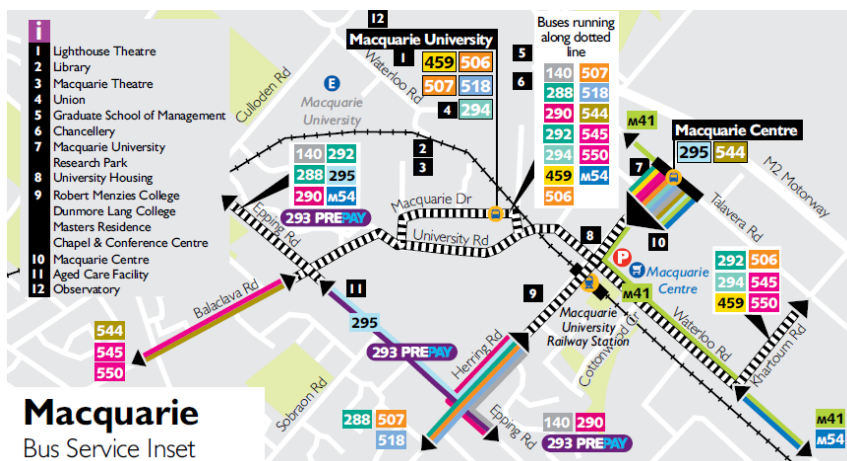 i
1 Lighthouse Theatre
2 Library
3 Macquarie Theatre
4 Union
5 Graduate School of Management
6 Chancellery
7 Macquarie University
Research Park
8 University Housing
9 Robert Menzies College
Dunmore Lang College
Masters Residence
Chapel & Conference Centre
10 Macquarie Centre
11 Aged Care Facility
12 Observatory
12
Waterloo Rd
Culloden Rd
E
Macquarie
University
Macquarie University
1
459 506
507 518
4 294
2
3
5
6
Buses running
along dotted
line
140 507
288 518
290 544
292 545
294 550
459 M54
506
M41
Macquarie Centre
295 544
7
M2 Motorway
Talavera Rd
10
140 292
288 295
290 M54
293 PREPAY
Epping Rd
Macquarie Dr
University Rd
8
P
Macquarie
Centre
M41
292 506
294 545
459 550
Balaclava Rd
11
295
293 PREPAY
9
Macquarie
University
Railway Station
Cottonwood Cr
Waterloo Rd
Khartoum Rd
544
545
550
Herring Rd
Sobraon Rd
Epping Rd
288 507
518
140 290
293 PREPAY
M41
M54
Macquarie
Bus Service Inset